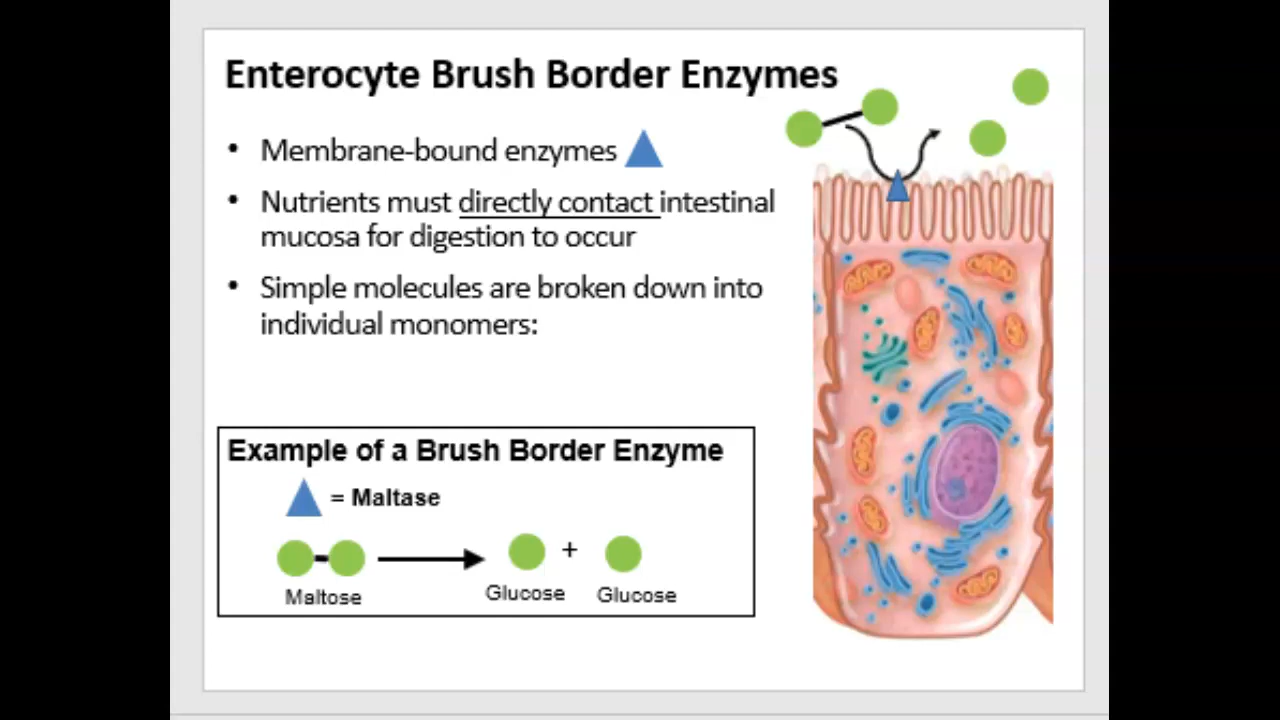 Enterocyte Brush Border Enzymes
• Membrane-bound enzymes
• Nutrients must directly contact intestinal
mucosa for digestion to occur
• Simple molecules are broken down into
individual monomers:
Example of a Brush Border Enzyme
= Maltase
+
Maltose
Glucose
Glucose